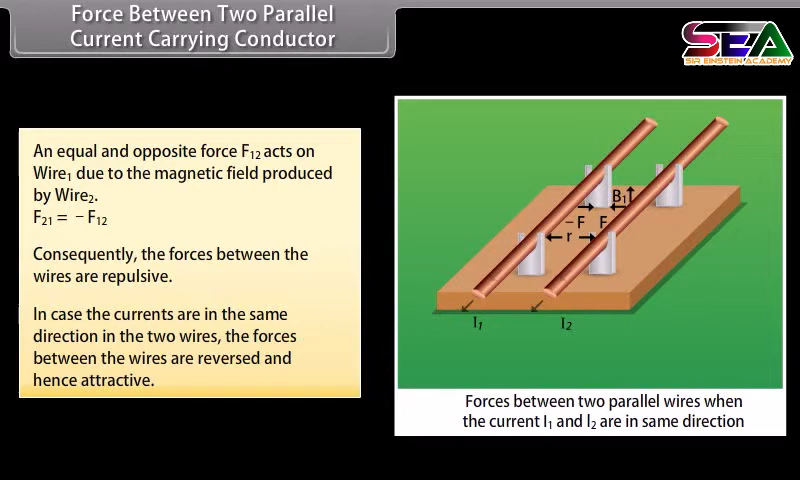 Force Between Two Parallel
Current Carrying Conductor
SEA
SIR EINSTEIN ACADEMY
An equal and opposite force F₁₂ acts on
Wire₁ due to the magnetic field produced
by Wire₂.
F₂₁ = − F₁₂
Consequently, the forces between the
wires are repulsive.
In case the currents are in the same
direction in the two wires, the forces
between the wires are reversed and
hence attractive.
B₁
− F F
r
I₁ I₂
Forces between two parallel wires when
the current I₁ and I₂ are in same direction